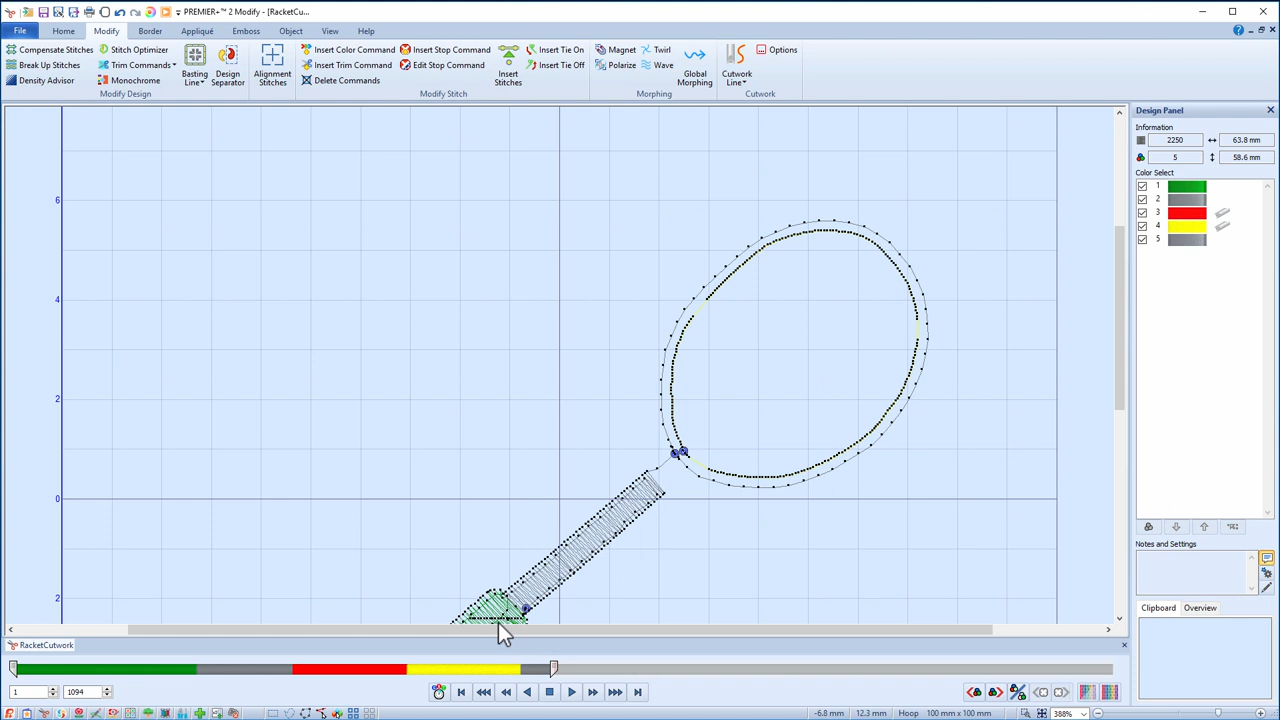 PREMIER+™ 2 Modify - [RacketCu...
File Home Modify Border Appliqué Emboss Object View Help
Compensate Stitches
Break Up Stitches
Density Advisor
Stitch Optimizer
Trim Commands
Monochrome
Basting Line
Design Separator
Modify Design
Alignment Stitches
Insert Color Command
Insert Trim Command
Delete Commands
Insert Stop Command
Edit Stop Command
Insert Stitches
Insert Tie On
Insert Tie Off
Modify Stitch
Magnet
Polarize
Twirl
Wave
Global Morphing
Morphing
Cutwork Line
Options
Cutwork
6
4
2
0
2
Design Panel
Information
2250 63.8 mm
5 58.6 mm
Color Select
1
2
3
4
5
Notes and Settings
Clipboard Overview
RacketCutwork
1 1094
-6.8 mm 12.3 mm Hoop 100 mm x 100 mm 388%